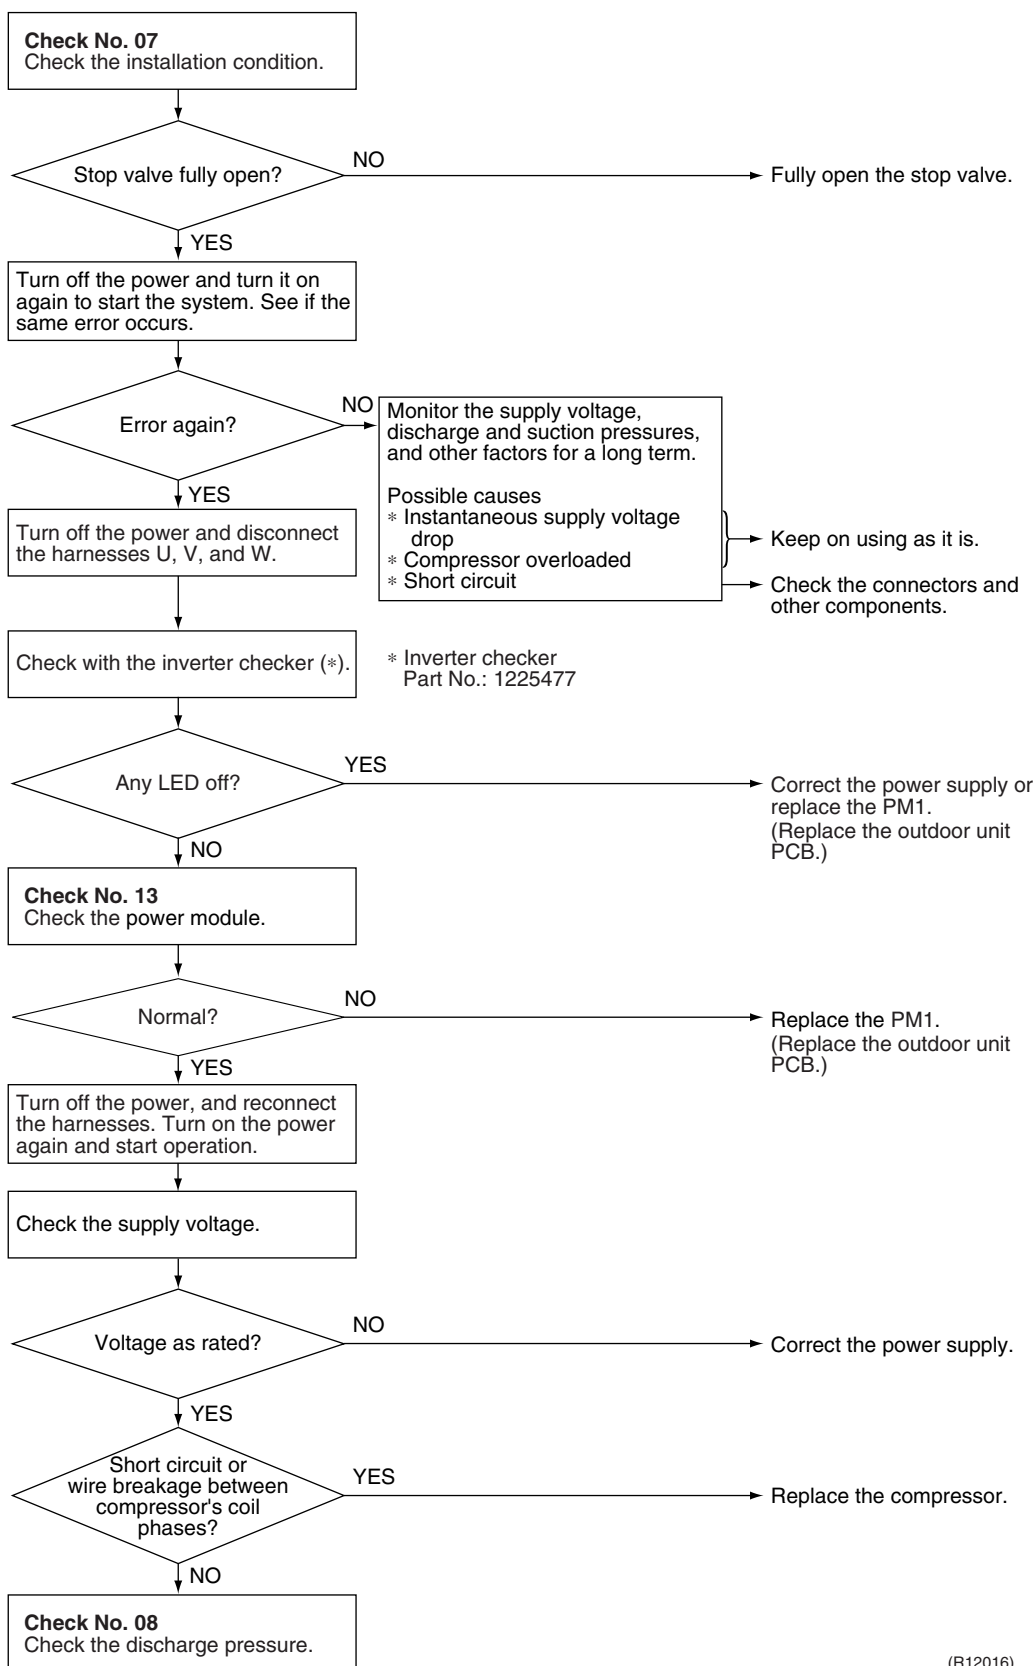 Check No. 07
Check the installation condition.
Stop valve fully open?
NO
Fully open the stop valve.
YES
Turn off the power and turn it on
again to start the system. See if the
same error occurs.
Error again?
NO
Monitor the supply voltage,
discharge and suction pressures,
and other factors for a long term.
Possible causes
* Instantaneous supply voltage
drop
* Compressor overloaded
* Short circuit
Keep on using as it is.
Check the connectors and
other components.
YES
Turn off the power and disconnect
the harnesses U, V, and W.
Check with the inverter checker (*).
* Inverter checker
Part No.: 1225477
Any LED off?
YES
Correct the power supply or
replace the PM1.
(Replace the outdoor unit
PCB.)
NO
Check No. 13
Check the power module.
Normal?
NO
Replace the PM1.
(Replace the outdoor unit
PCB.)
YES
Turn off the power, and reconnect
the harnesses. Turn on the power
again and start operation.
Check the supply voltage.
Voltage as rated?
NO
Correct the power supply.
YES
Short circuit or
wire breakage between
compressor's coil
phases?
YES
Replace the compressor.
NO
Check No. 08
Check the discharge pressure.
(R12016)